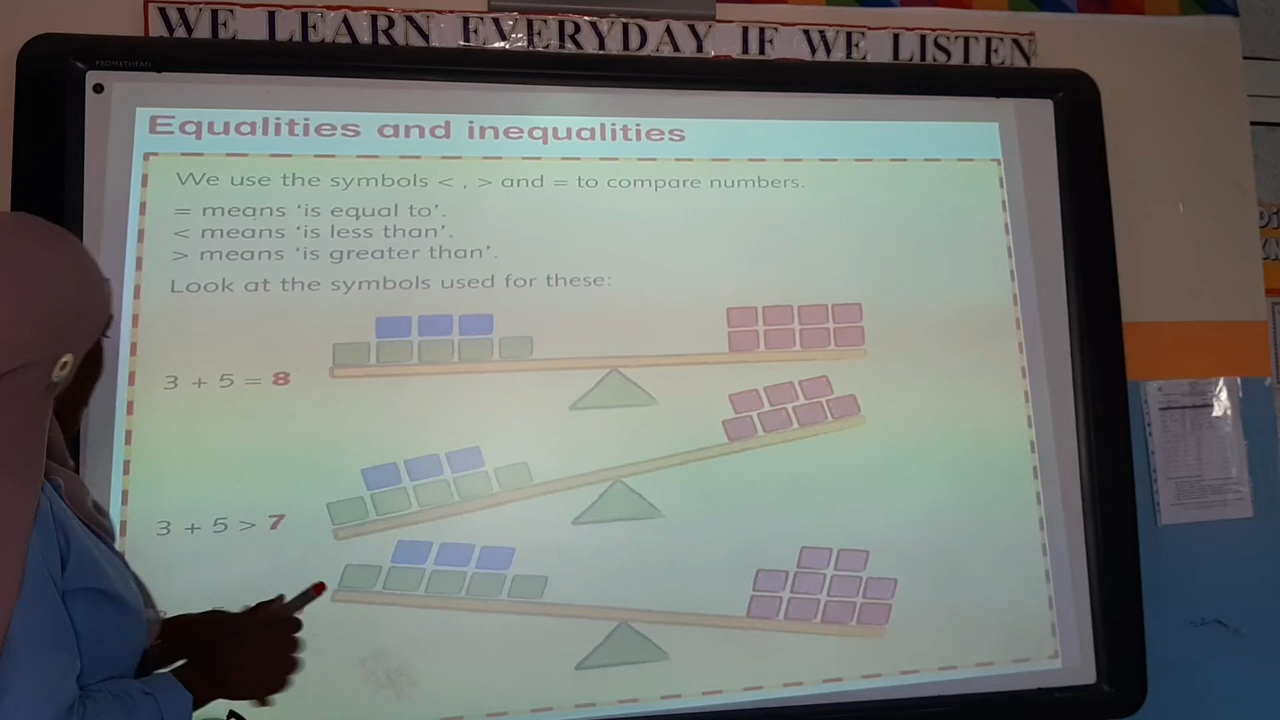 WE LEARN EVERYDAY IF WE LISTEN
PROMETHEAN
Equalities and inequalities
We use the symbols < , > and = to compare numbers.
= means ‘is equal to’.
< means ‘is less than’.
> means ‘is greater than’.
Look at the symbols used for these:
3 + 5 = 8
3 + 5 > 7